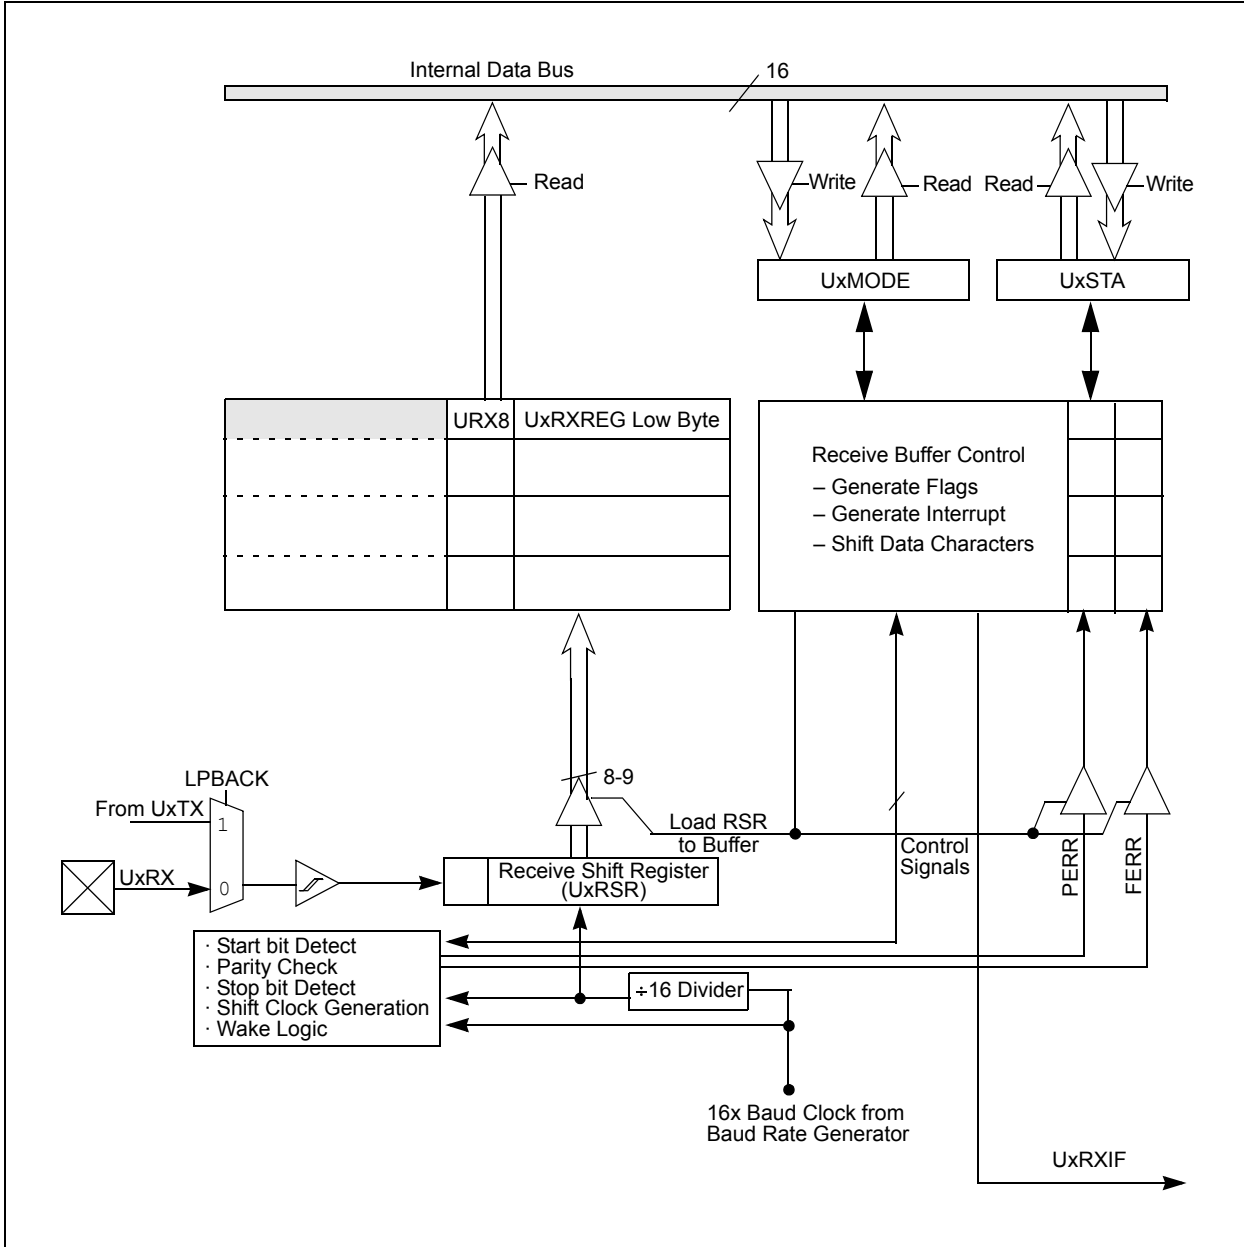 Internal Data Bus
16
Read
Write
Read
Read
Write
UxMODE
UxSTA
URX8
UxRXREG Low Byte
Receive Buffer Control
– Generate Flags
– Generate Interrupt
– Shift Data Characters
LPBACK
8-9
From UxTX
1
Load RSR
to Buffer
Control
Signals
PERR
FERR
UxRX
0
Receive Shift Register
(UxRSR)
· Start bit Detect
· Parity Check
· Stop bit Detect
· Shift Clock Generation
· Wake Logic
÷16 Divider
16x Baud Clock from
Baud Rate Generator
UxRXIF